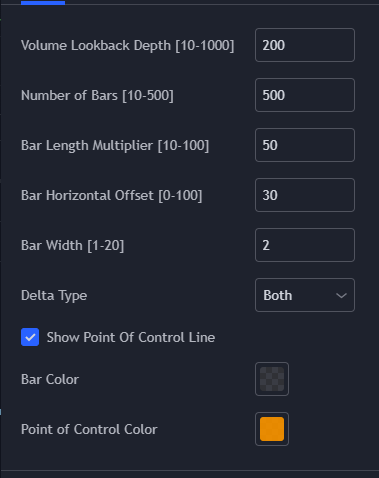 Volume Lookback Depth [10-1000] 200
Number of Bars [10-500] 500
Bar Length Multiplier [10-100] 50
Bar Horizontal Offset [0-100] 30
Bar Width [1-20] 2
Delta Type Both
Show Point Of Control Line
Bar Color
Point of Control Color